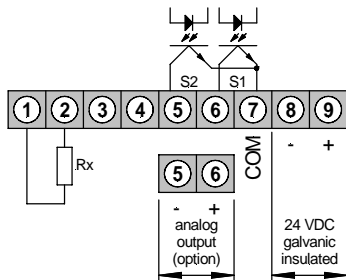 S2 S1
1 2 3 4 5 6 7 8 9
Rx
5 6
COM
- +
- +
analog
output
(option)
24 VDC
galvanic
insulated